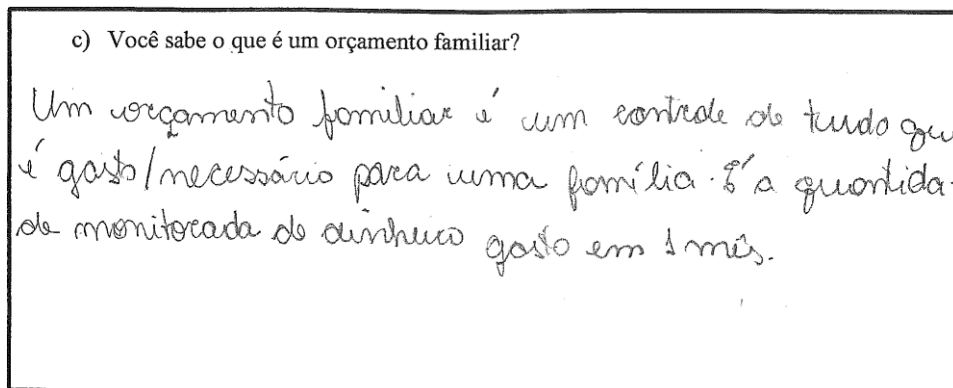 c) Você sabe o que é um orçamento familiar?
Um orçamento familiar é um controle de tudo que
é gasto/necessário para uma família. É a quantida-
de monitorada de dinheiro gasto em 1 mês.